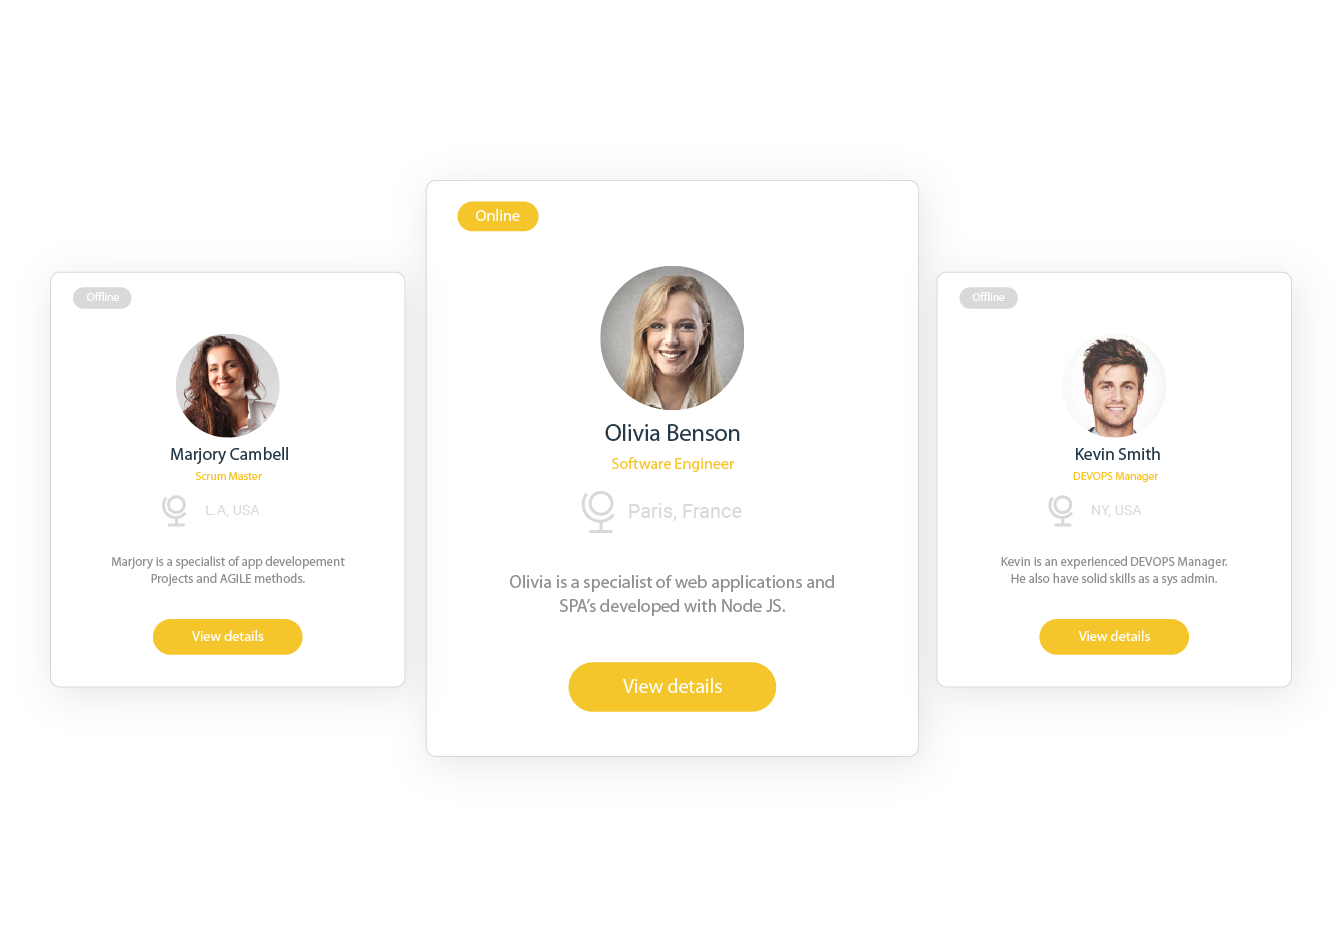 Offline
Marjory Cambell
Scrum Master
L.A, USA
Marjory is a specialist of app developement
Projects and AGILE methods.
View details
Online
Olivia Benson
Software Engineer
Paris, France
Olivia is a specialist of web applications and
SPA’s developed with Node JS.
View details
Offline
Kevin Smith
DEVOPS Manager
NY, USA
Kevin is an experienced DEVOPS Manager.
He also have solid skills as a sys admin.
View details